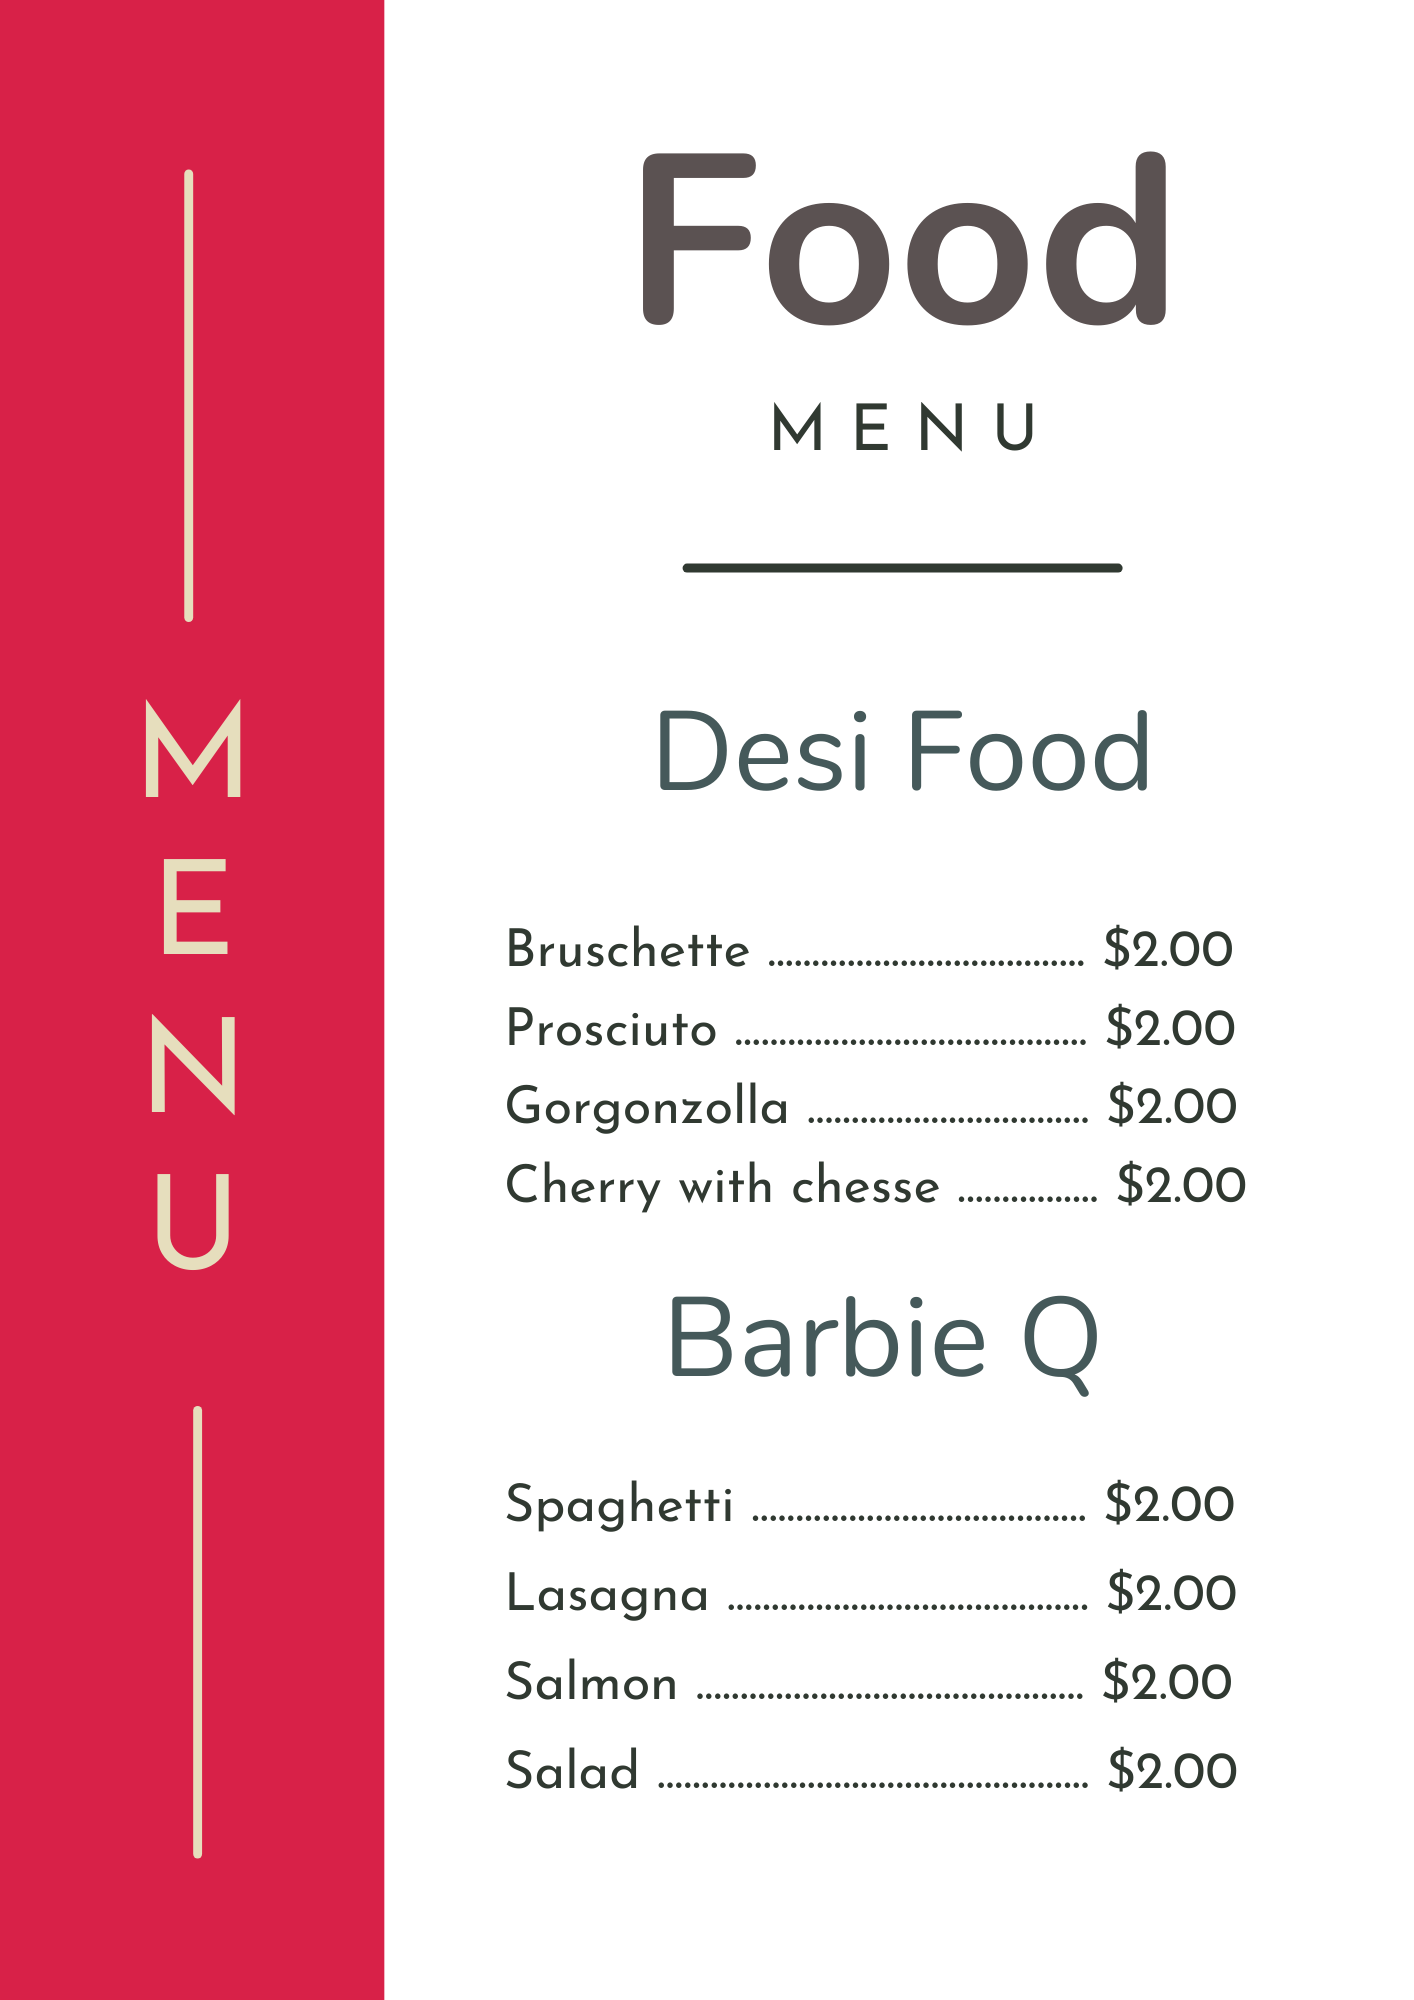 M
E
N
U
Food
MENU
Desi Food
Bruschette .................................... $2.00
Prosciuto ........................................ $2.00
Gorgonzolla ................................ $2.00
Cherry with chesse ................ $2.00
Barbie Q
Spaghetti ...................................... $2.00
Lasagna ......................................... $2.00
Salmon ............................................ $2.00
Salad ................................................. $2.00